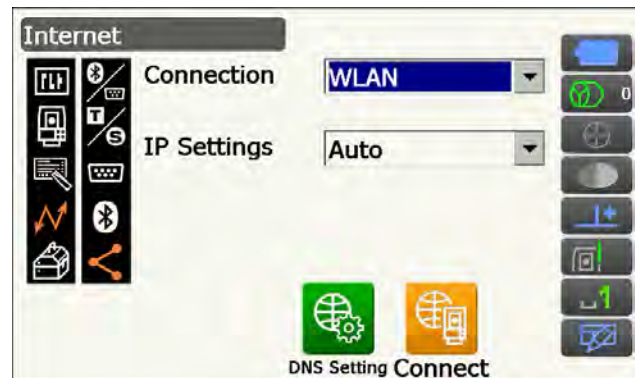 Internet
Connection WLAN
0
T
S
IP Settings Auto
1
DNS Setting Connect